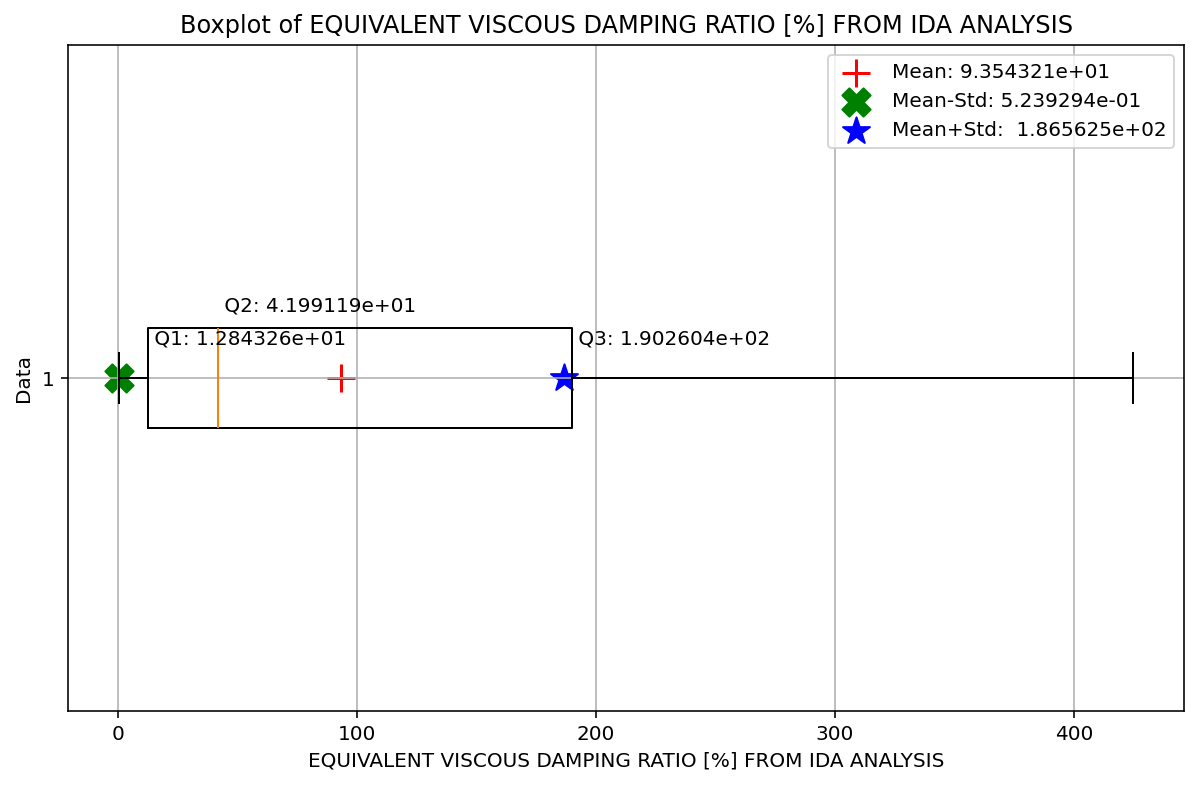 Boxplot of EQUIVALENT VISCOUS DAMPING RATIO [%] FROM IDA ANALYSIS
Mean: 9.354321e+01
Mean-Std: 5.239294e-01
Mean+Std:  1.865625e+02
Q2: 4.199119e+01
Q1: 1.284326e+01
Q3: 1.902604e+02
Data
1
0
100
200
300
400
EQUIVALENT VISCOUS DAMPING RATIO [%] FROM IDA ANALYSIS